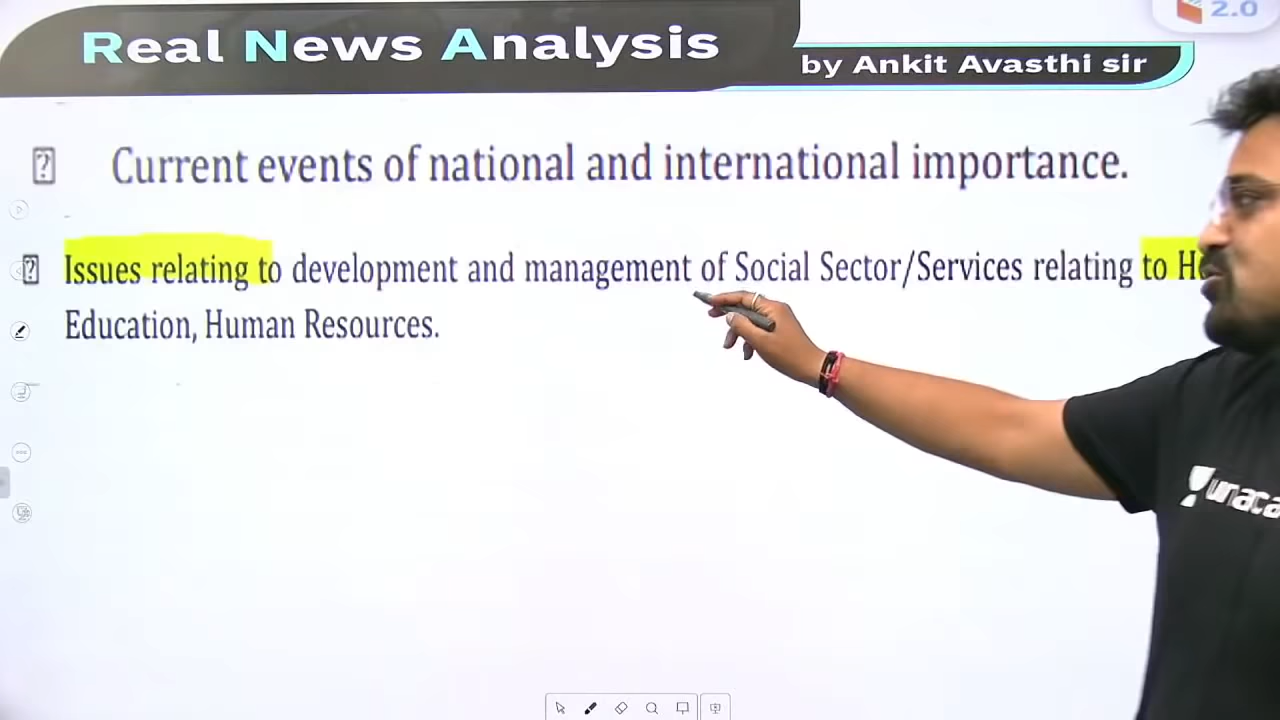 2.0
Real News Analysis
by Ankit Avasthi sir
Current events of national and international importance.
Issues relating to development and management of Social Sector/Services relating to
Education, Human Resources.